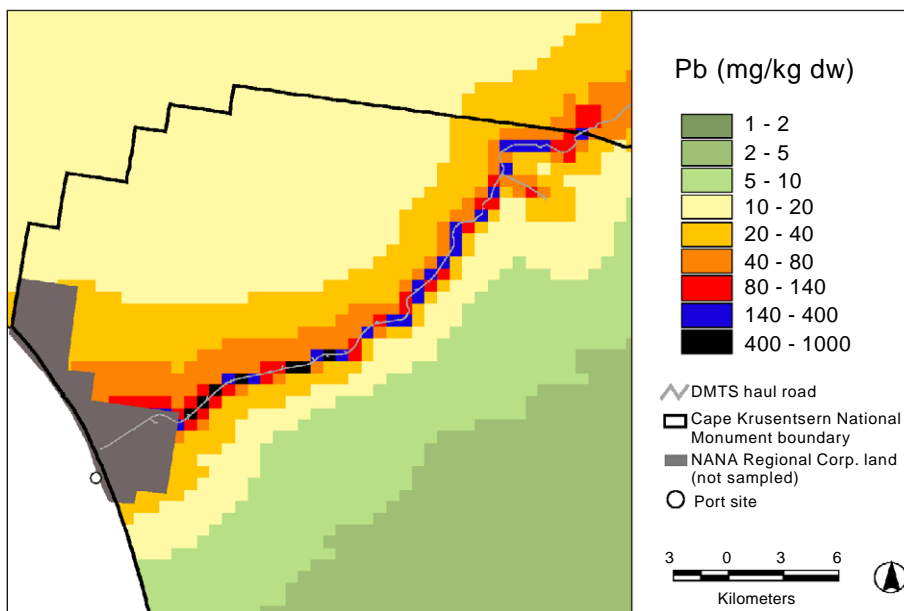 Pb (mg/kg dw)
1 - 2
2 - 5
5 - 10
10 - 20
20 - 40
40 - 80
80 - 140
140 - 400
400 - 1000
DMTS haul road
Cape Krusentsern National
Monument boundary
NANA Regional Corp. land
(not sampled)
Port site
3 0 3 6
Kilometers